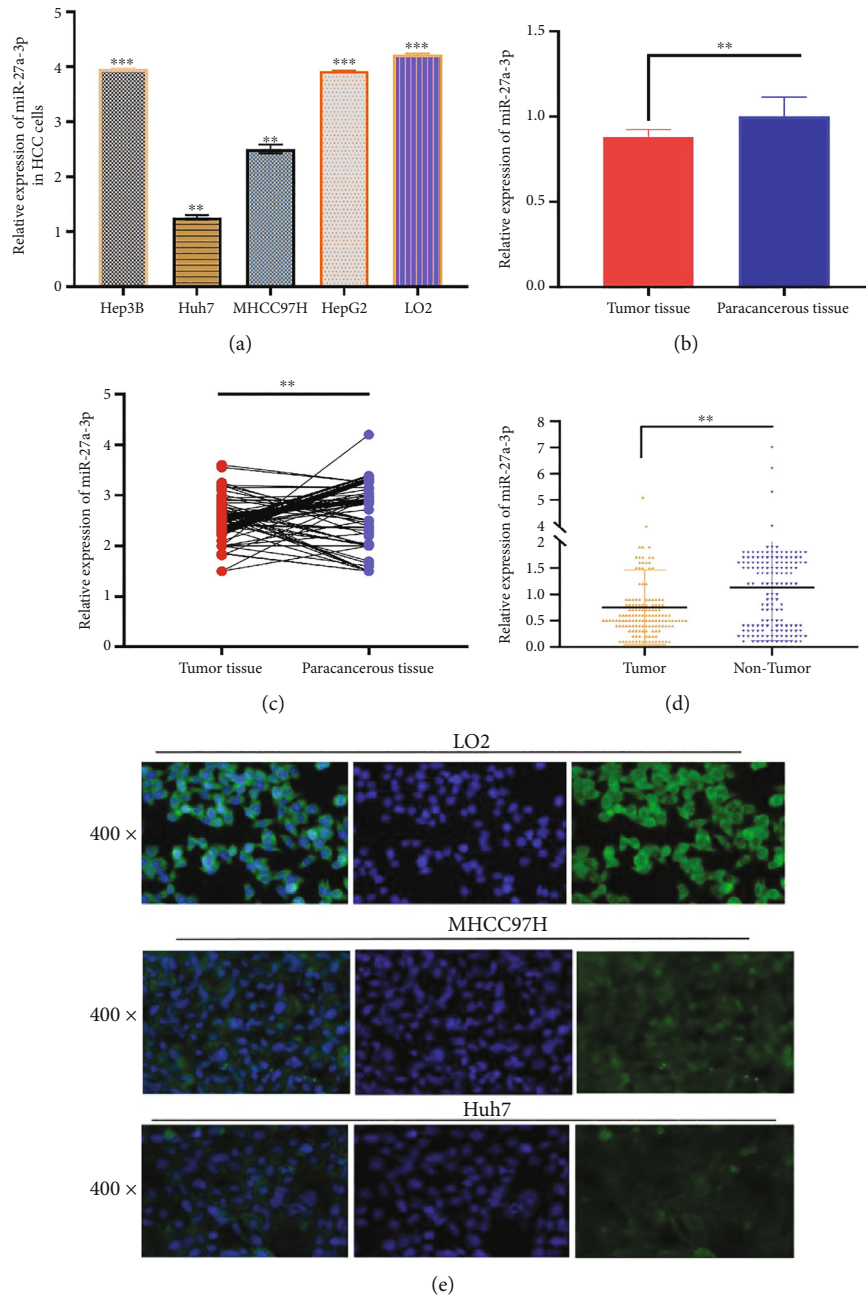 Relative expression of miR-27a-3p
in HCC cells
5
4
3
2
1
0
***
**
**
***
***
Hep3B
Huh7
MHCC97H
HepG2
LO2
(a)
Relative expression of miR-27a-3p
1.5
1.0
0.5
0.0
**
Tumor tissue
Paracancerous tissue
(b)
Relative expression of miR-27a-3p
5
4
3
2
1
0
**
Tumor tissue
Paracancerous tissue
(c)
Relative expression of miR-27a-3p
8
7
6
5
4
2
1.5
1.0
0.5
0.0
**
Tumor
Non-Tumor
(d)
LO2
400 ×
MHCC97H
400 ×
Huh7
400 ×
(e)